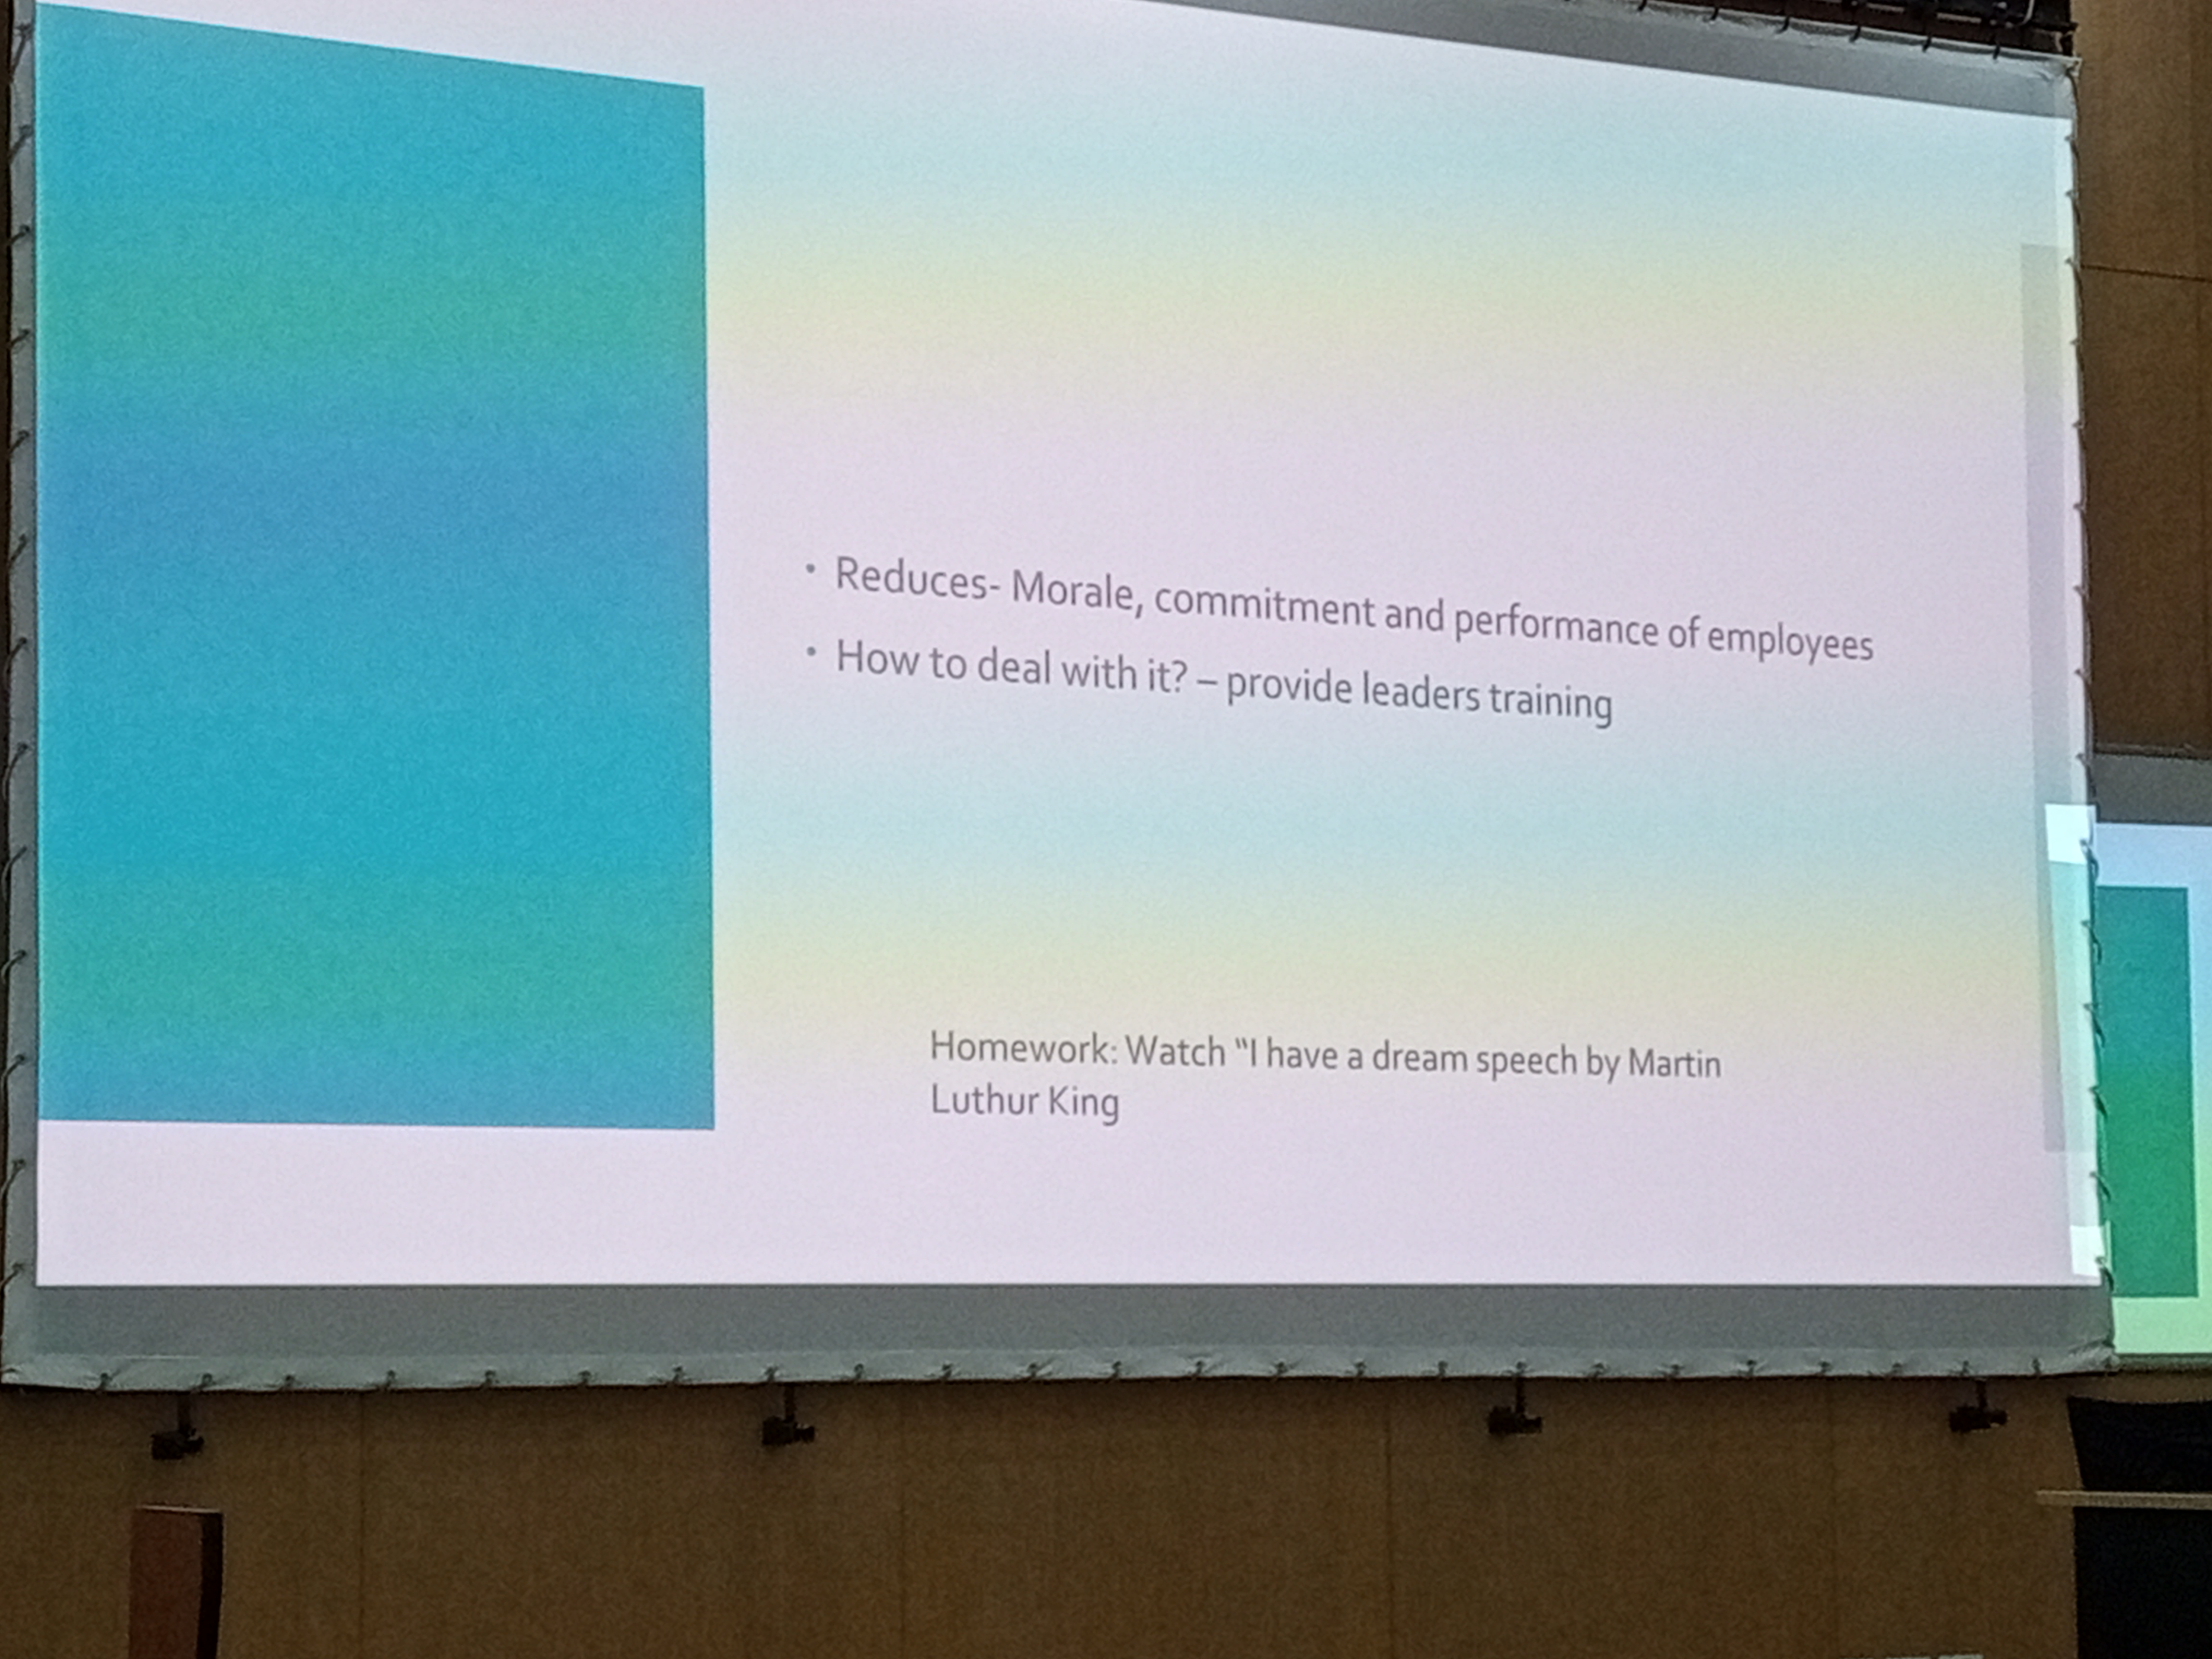 • Reduces- Morale, commitment and performance of employees
• How to deal with it? – provide leaders training
Homework: Watch “I have a dream speech by Martin
Luthur King